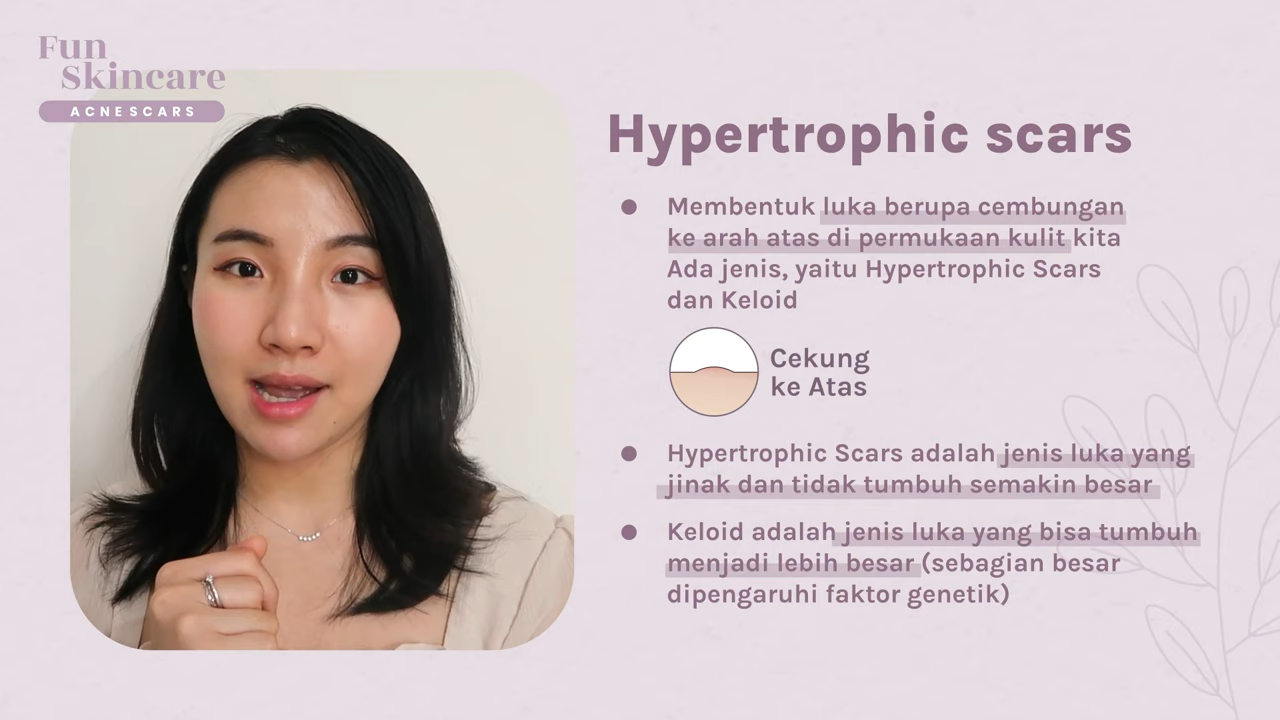 Fun
Skincare
ACNE SCARS
Hypertrophic scars
Membentuk luka berupa cembungan
ke arah atas di permukaan kulit kita
Ada jenis, yaitu Hypertrophic Scars
dan Keloid
Cekung
ke Atas
Hypertrophic Scars adalah jenis luka yang
jinak dan tidak tumbuh semakin besar
Keloid adalah jenis luka yang bisa tumbuh
menjadi lebih besar (sebagian besar
dipengaruhi faktor genetik)